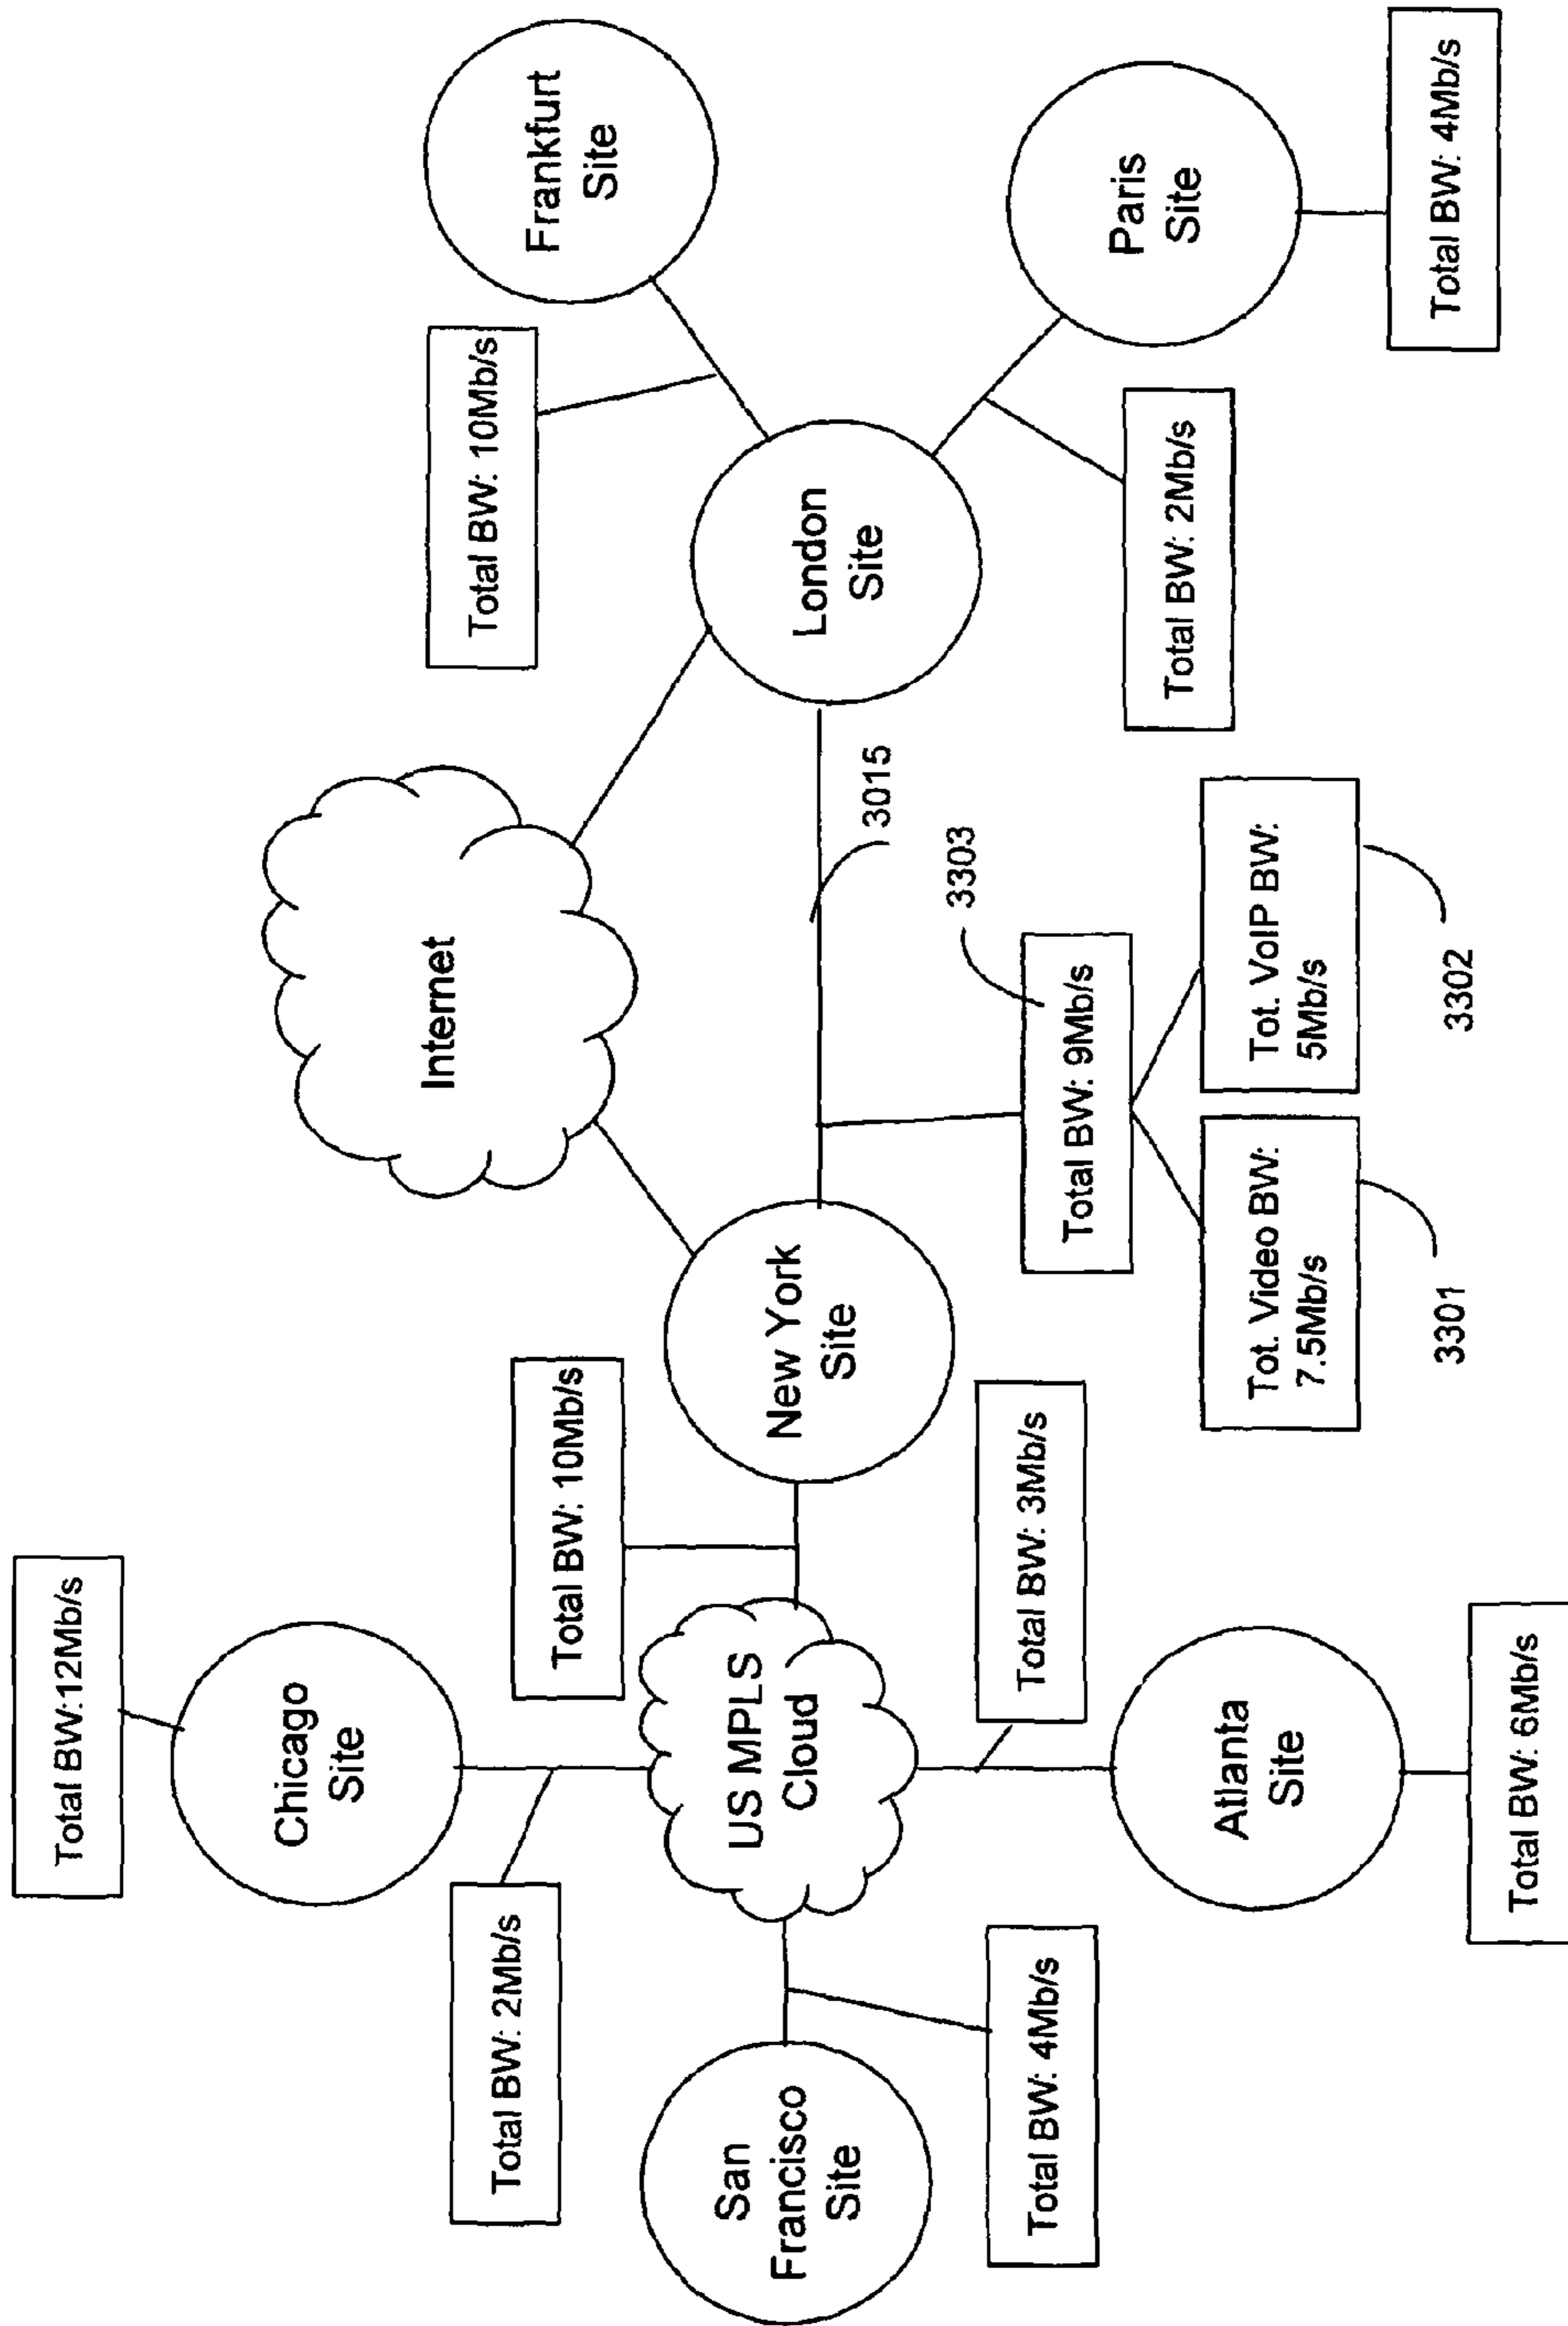 Total BW:12Mb/s
Chicago
Site
Total BW: 2Mb/s
Total BW: 10Mb/s
San
Francisco
Site
US MPLS
Cloud
New York
Site
Internet
London
Site
Total BW: 10Mb/s
Frankfurt
Site
3015
3303
Total BW: 4Mb/s
Total BW: 3Mb/s
Total BW: 9Mb/s
Atlanta
Site
Total BW: 6Mb/s
Tot. Video BW:
7.5Mb/s
Tot. VoIP BW:
5Mb/s
3301
3302
Total BW: 2Mb/s
Paris
Site
Total BW: 4Mb/s